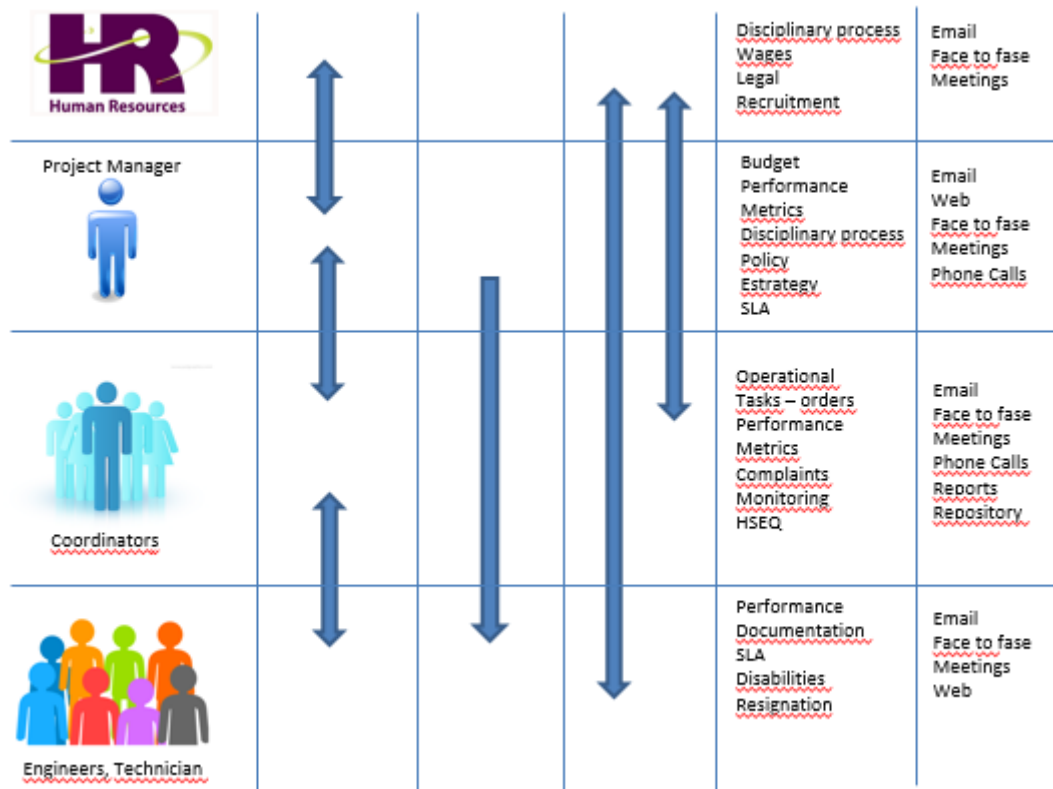 HR
Human Resources
Disciplinary process
Wages
Legal
Recruitment
Email
Face to fase
Meetings
Project Manager
Budget
Performance
Metrics
Disciplinary process
Policy
Estrategy
SLA
Email
Web
Face to fase
Meetings
Phone Calls
Coordinators
Operational
Tasks – orders
Performance
Metrics
Complaints
Monitoring
HSEQ
Email
Face to fase
Meetings
Phone Calls
Reports
Repository
Engineers, Technician
Performance
Documentation
SLA
Disabilities
Resignation
Email
Face to fase
Meetings
Web